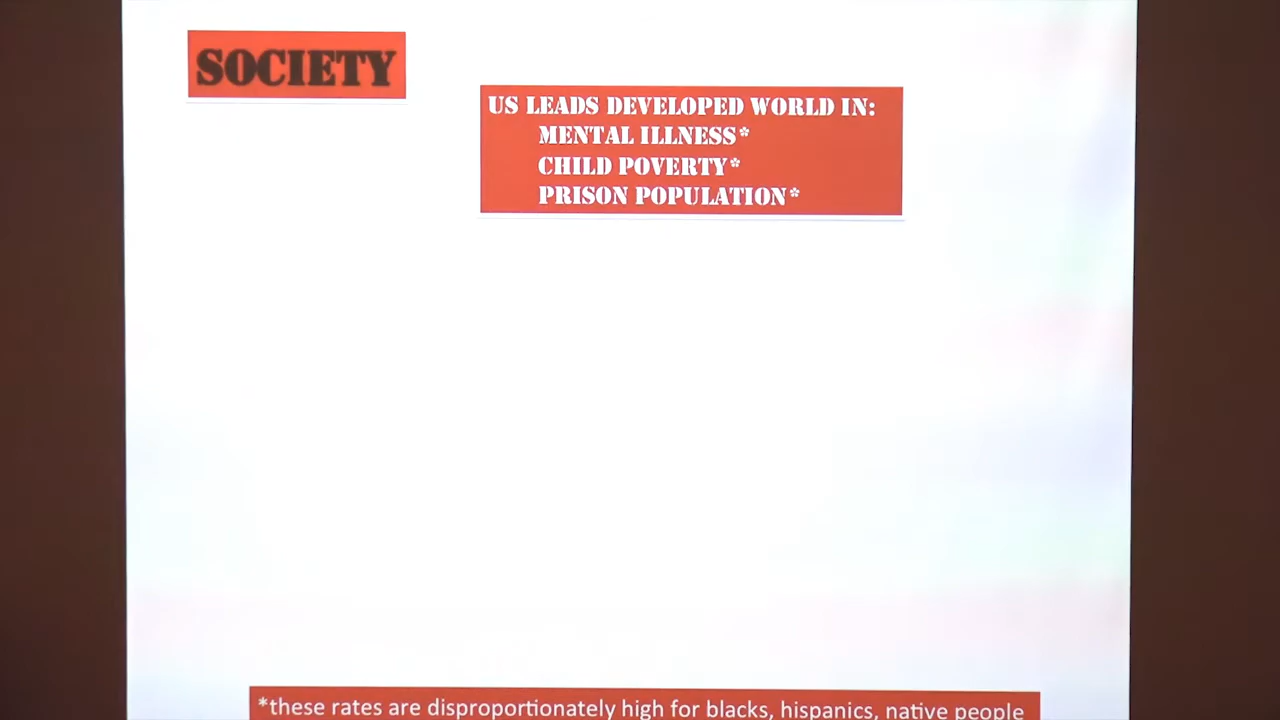 SOCIETY
US LEADS DEVELOPED WORLD IN:
MENTAL ILLNESS*
CHILD POVERTY*
PRISON POPULATION*
*these rates are disproportionately high for blacks, hispanics, native people